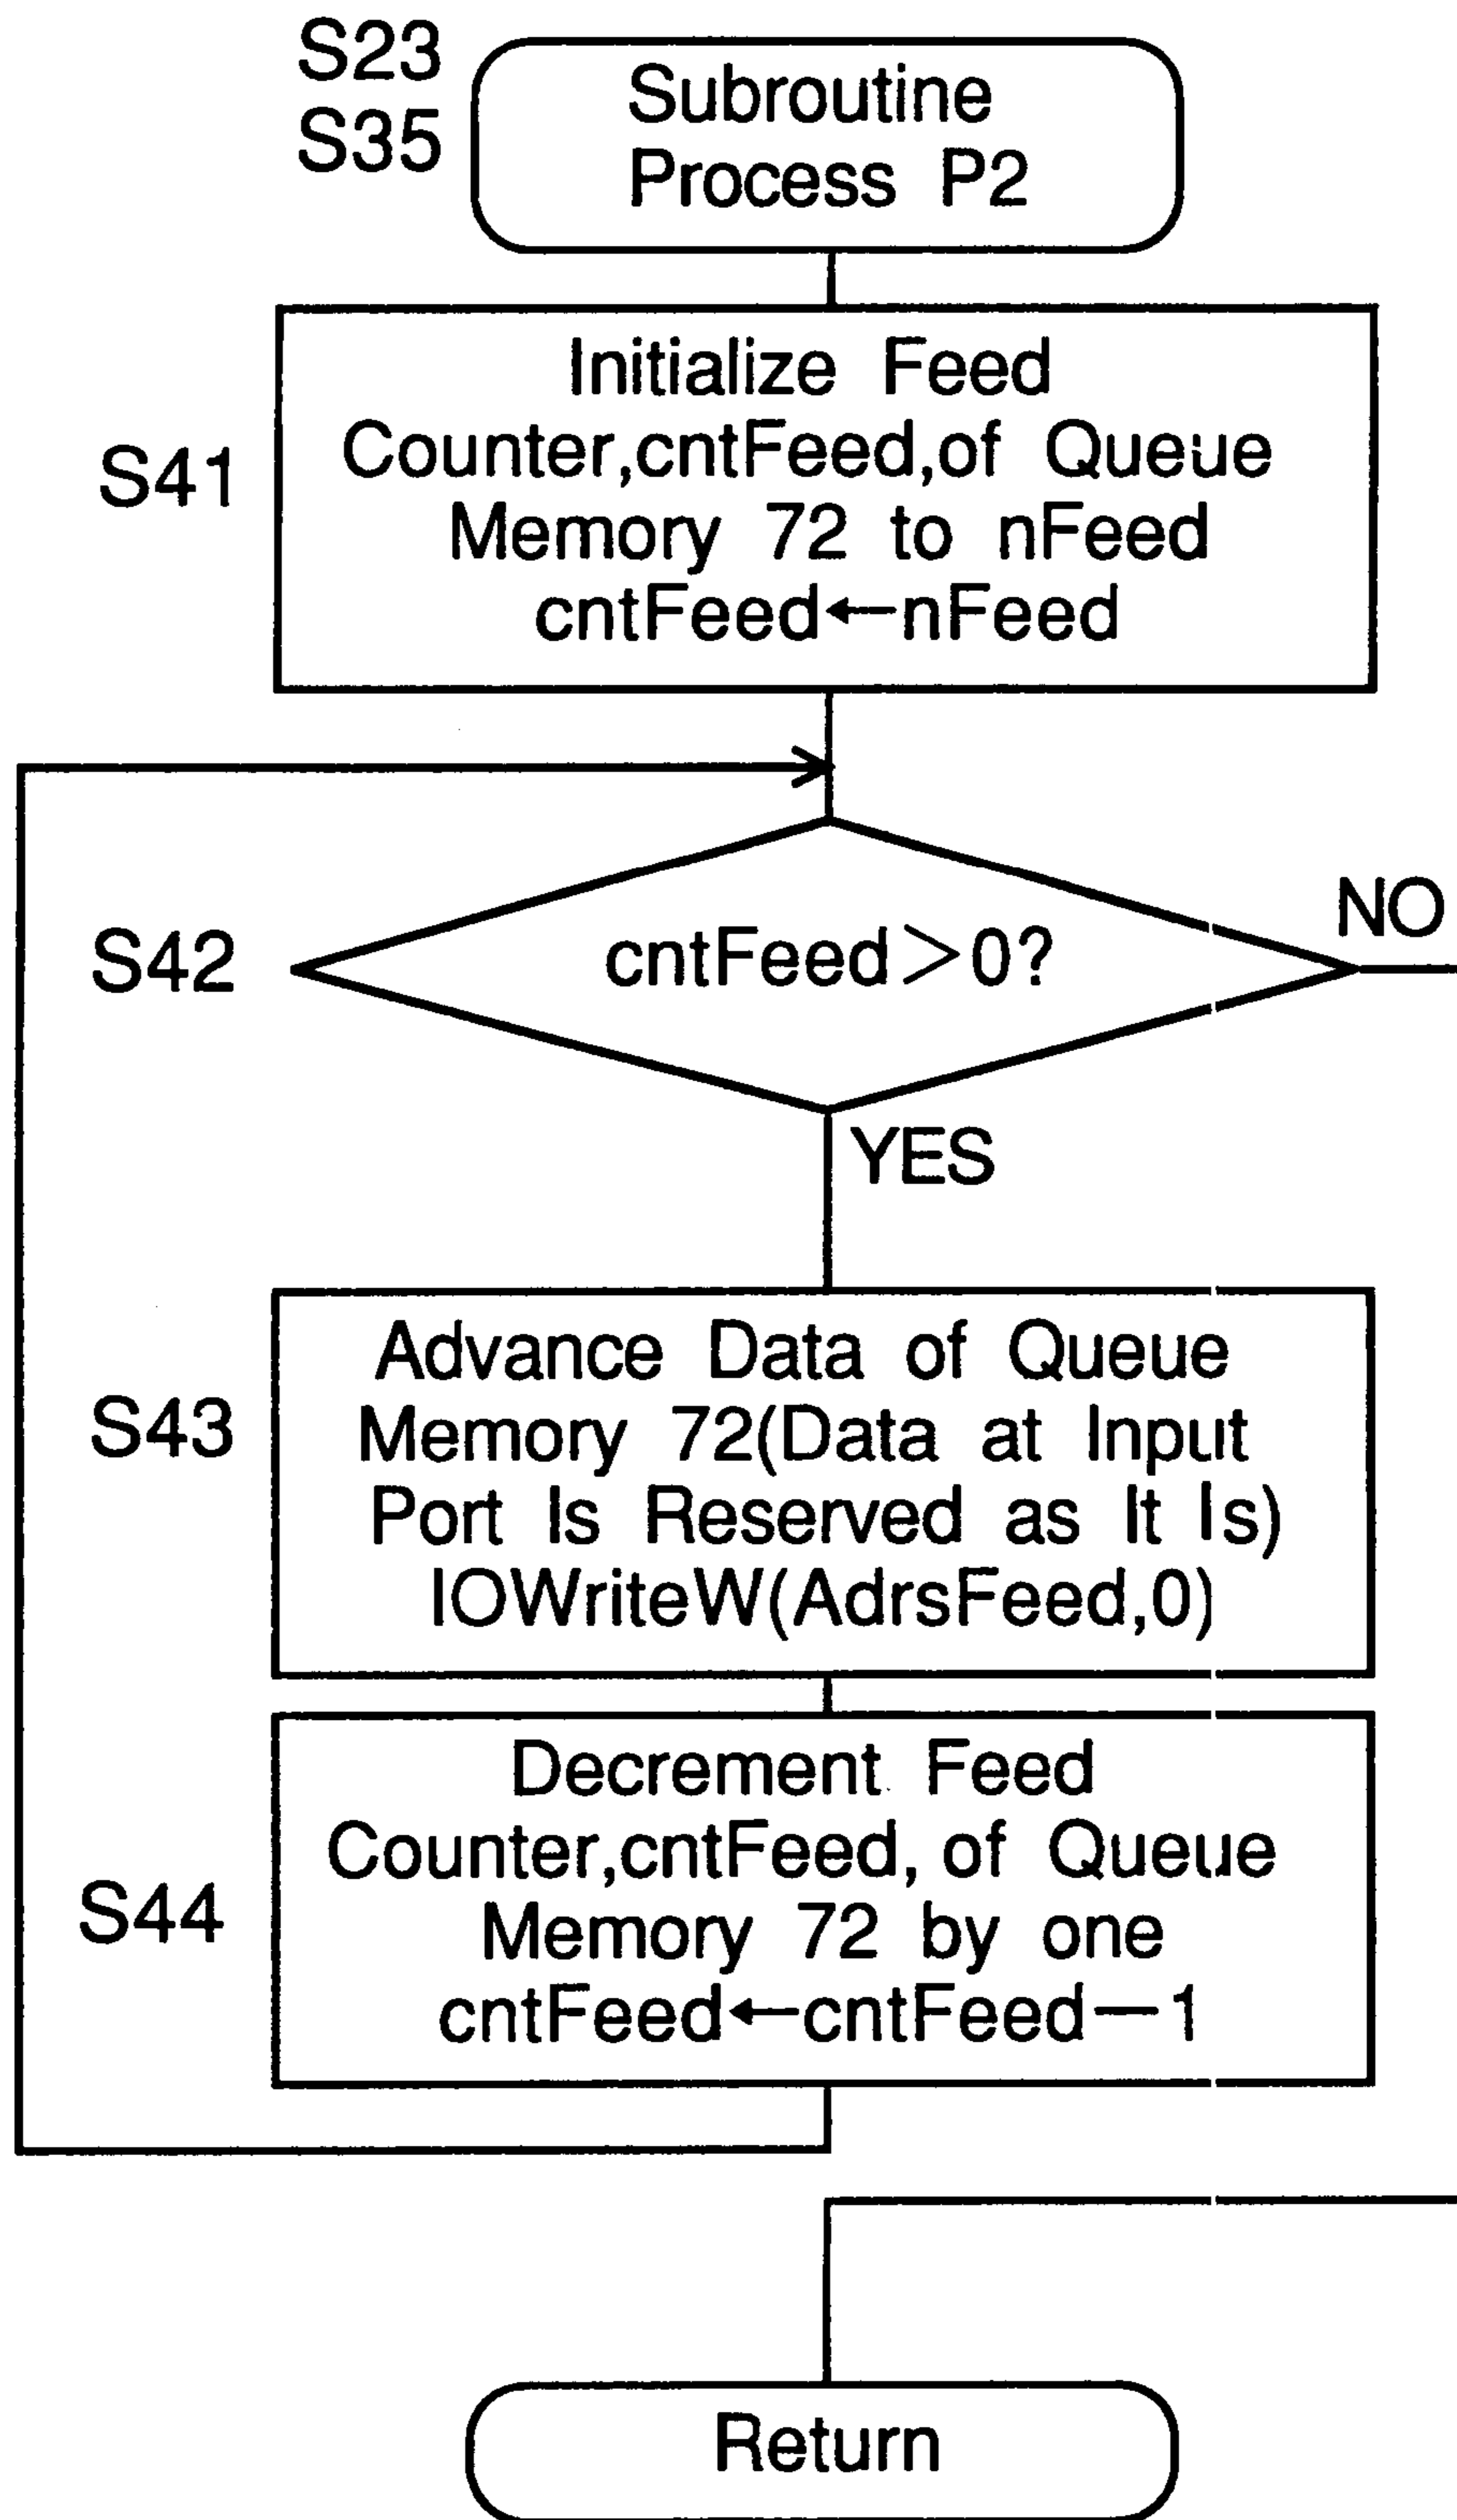 S23
S35
Subroutine
Process P2
S41
Initialize Feed
Counter,cntFeed,of Queue
Memory 72 to nFeed
cntFeed←nFeed
S42
cntFeed>0?
NO
YES
S43
Advance Data of Queue
Memory 72(Data at Input
Port Is Reserved as It Is)
IOWriteW(AdrsFeed,0)
S44
Decrement Feed
Counter,cntFeed, of Queue
Memory 72 by one
cntFeed←cntFeed—1
Return